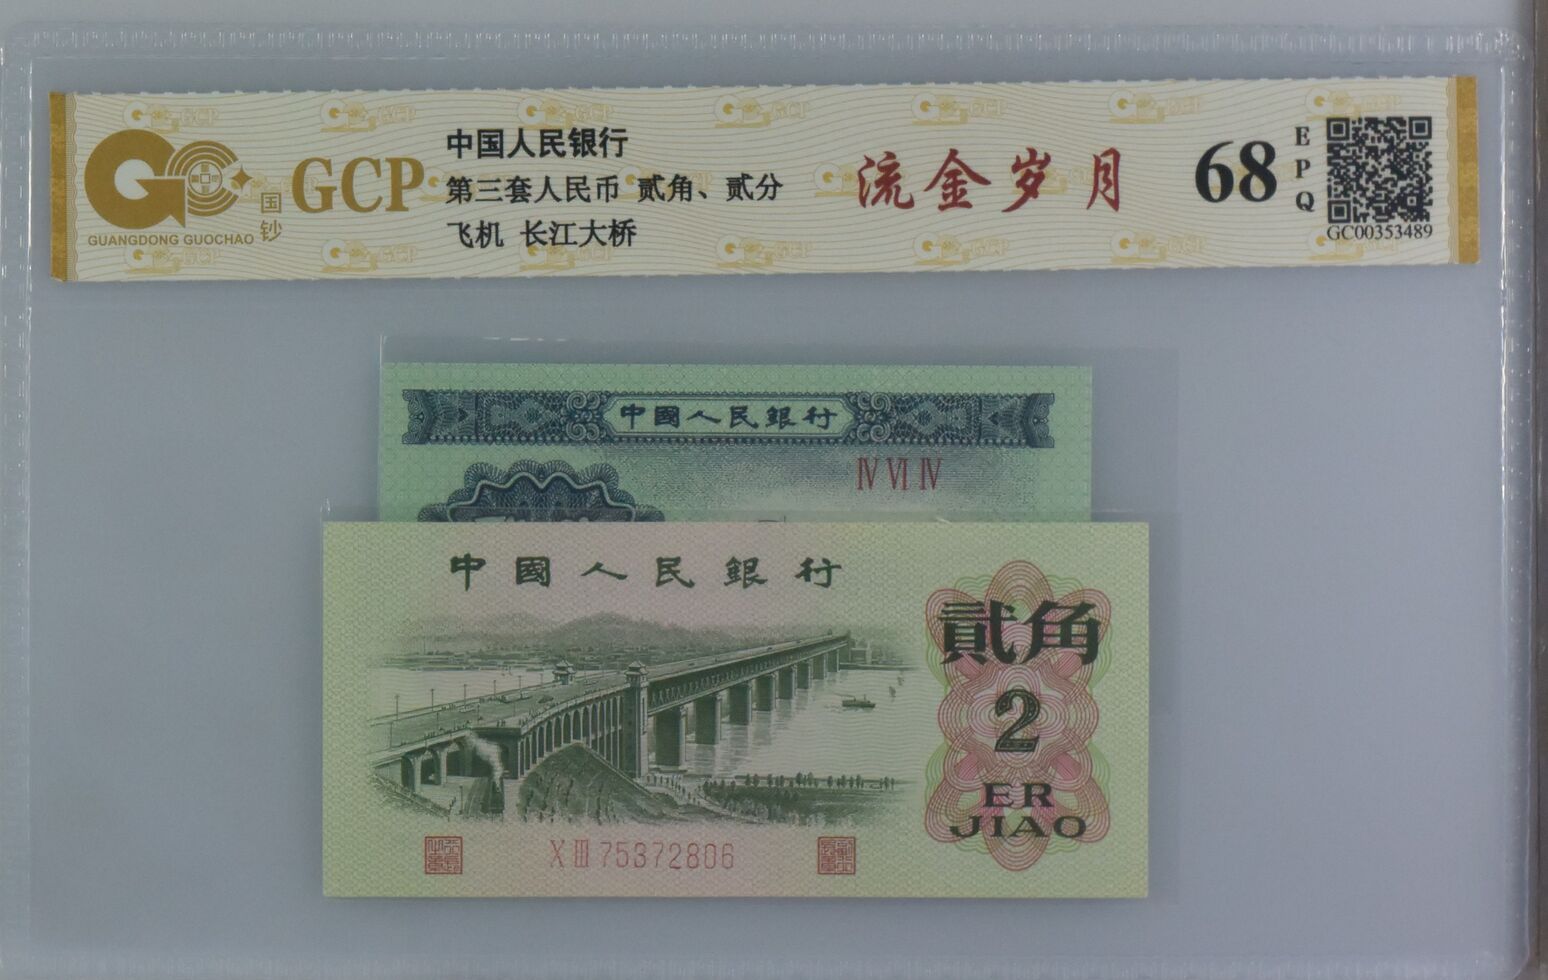 GCP
国钞
GUANGDONG GUOCHAO
中国人民银行
第三套人民币 贰角、贰分
飞机 长江大桥
流金岁月
68
EPQ
GC00353489
中國人民銀行
Ⅳ Ⅵ Ⅳ
中國人民銀行
貳角
2
ER
JIAO
X Ⅲ 75372806